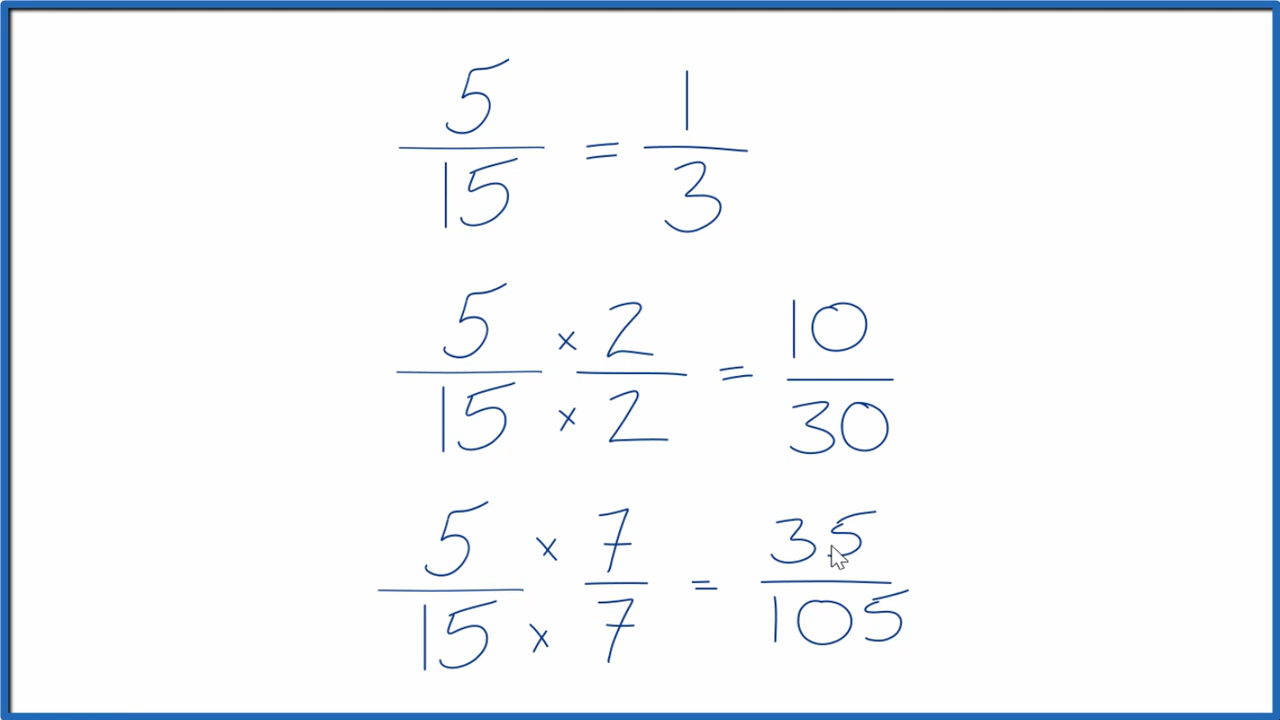 5/15 = 1/3
5/15 × 2/× 2 = 10/30
5/15 × 7/× 7 = 35/105